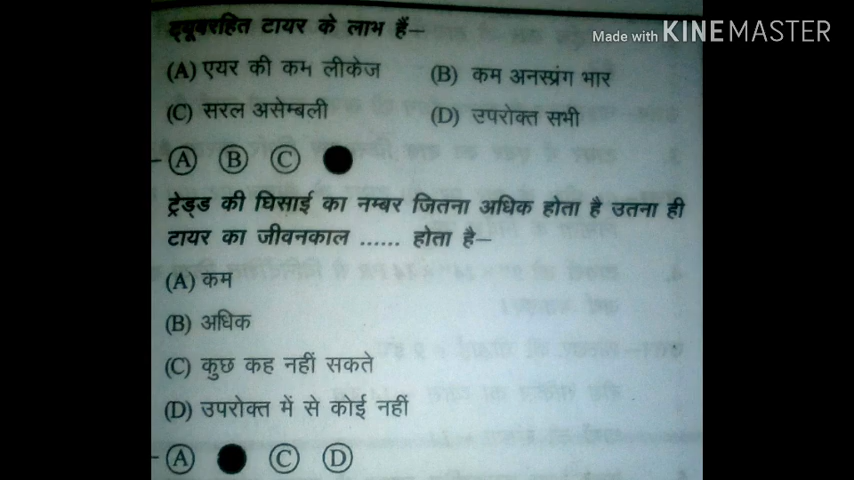 Made with KINEMASTER
ट्यूबरहित टायर के लाभ हैं—
(A) एयर की कम लीकेज (B) कम अनस्प्रंग भार
(C) सरल असेम्बली (D) उपरोक्त सभी
Ⓐ Ⓑ Ⓒ ●
ट्रेड्ड की घिसाई का नम्बर जितना अधिक होता है उतना ही
टायर का जीवनकाल ...... होता है—
(A) कम
(B) अधिक
(C) कुछ कह नहीं सकते
(D) उपरोक्त में से कोई नहीं
Ⓐ ● Ⓒ Ⓓ